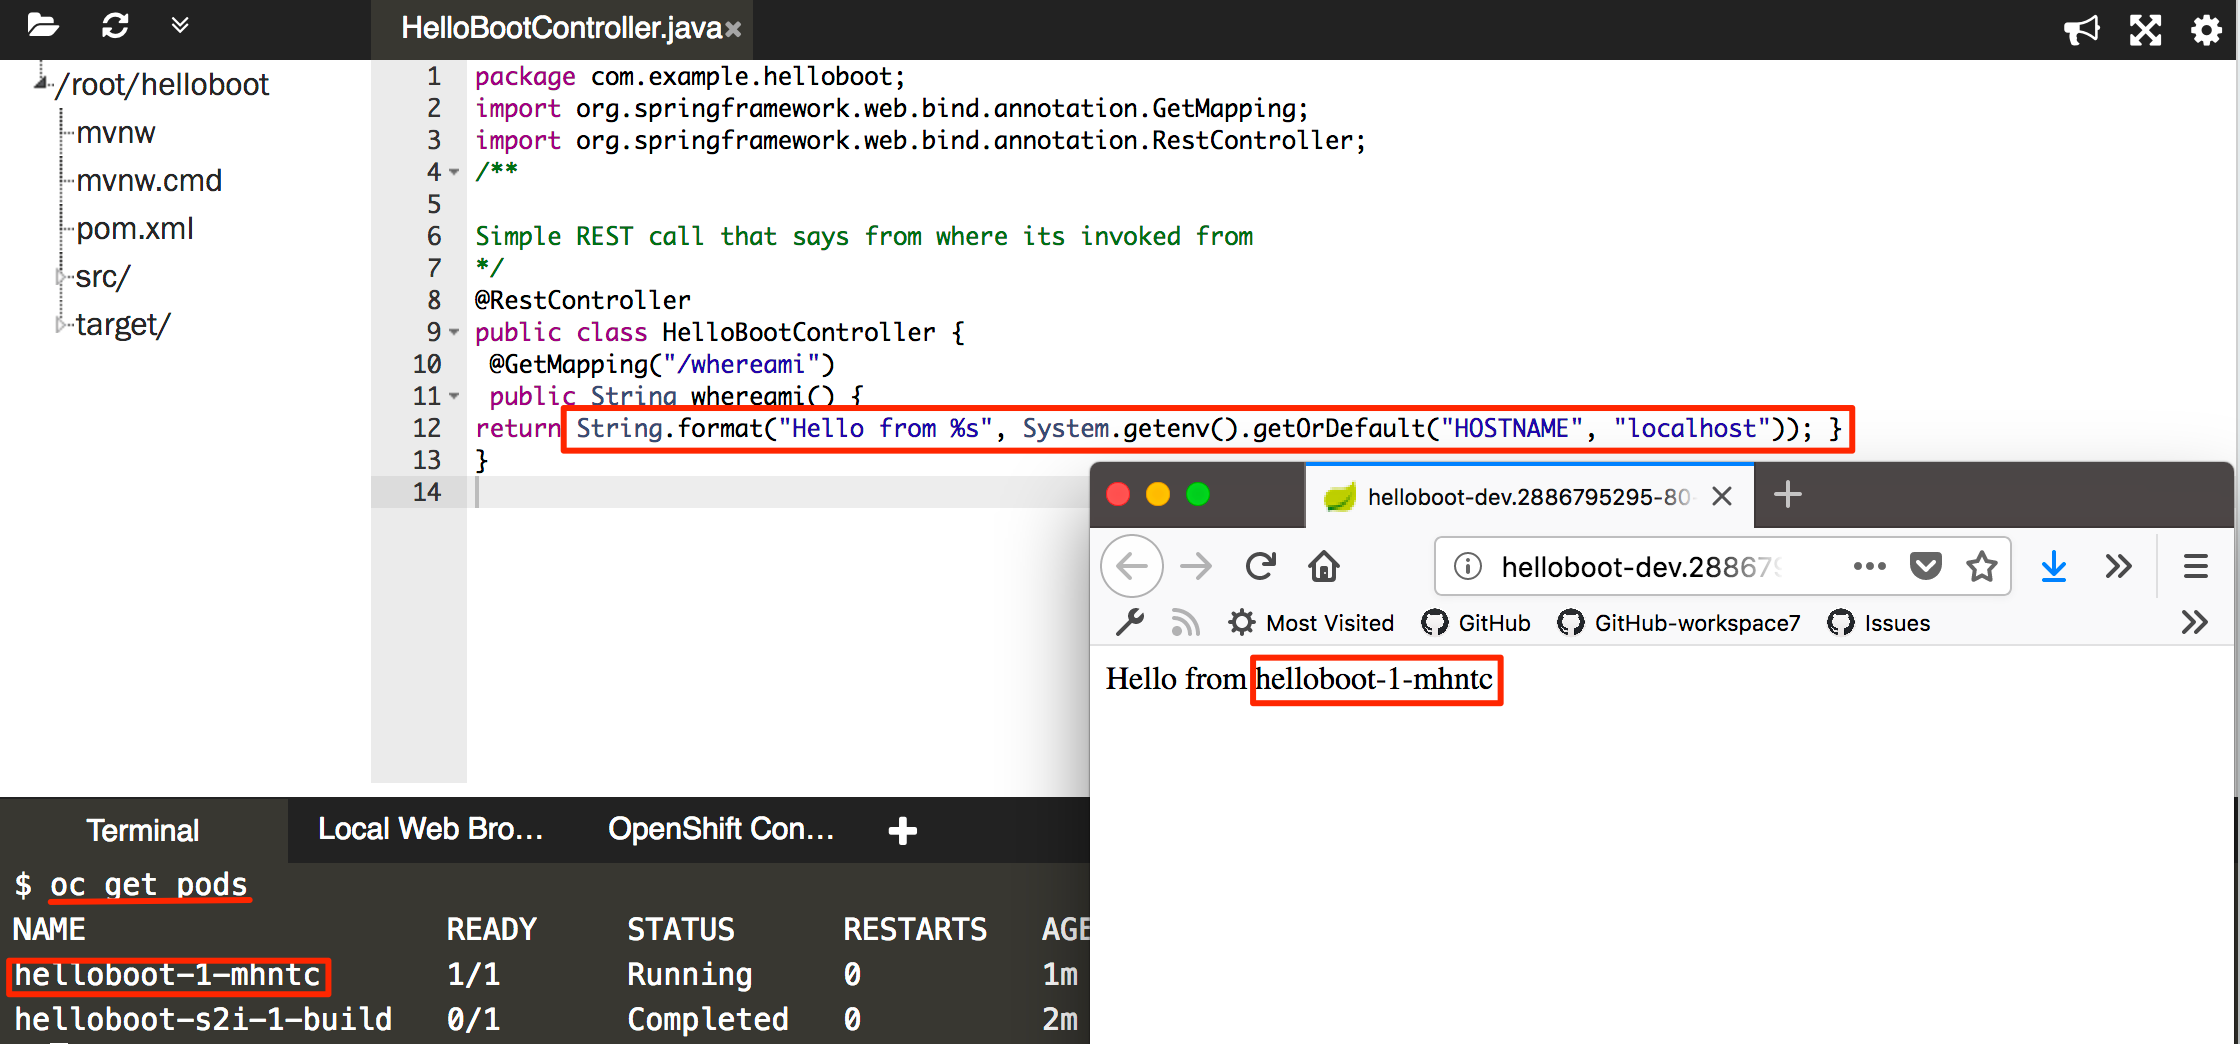 HelloBootController.java
/root/helloboot
mvnw
mvnw.cmd
pom.xml
src/
target/
1 package com.example.helloboot;
2 import org.springframework.web.bind.annotation.GetMapping;
3 import org.springframework.web.bind.annotation.RestController;
4 /**
5
6 Simple REST call that says from where its invoked from
7 */
8 @RestController
9 public class HelloBootController {
10 @GetMapping("/whereami")
11 public String whereami() {
12 return String.format("Hello from %s", System.getenv().getOrDefault("HOSTNAME", "localhost")); }
13 }
14
helloboot-dev.2886795295-80
helloboot-dev.288679
Most Visited GitHub GitHub-workspace7 Issues
Hello from helloboot-1-mhntc
Terminal Local Web Bro... OpenShift Con...
$ oc get pods
NAME READY STATUS RESTARTS AGE
helloboot-1-mhntc 1/1 Running 0 1m
helloboot-s2i-1-build 0/1 Completed 0 2m